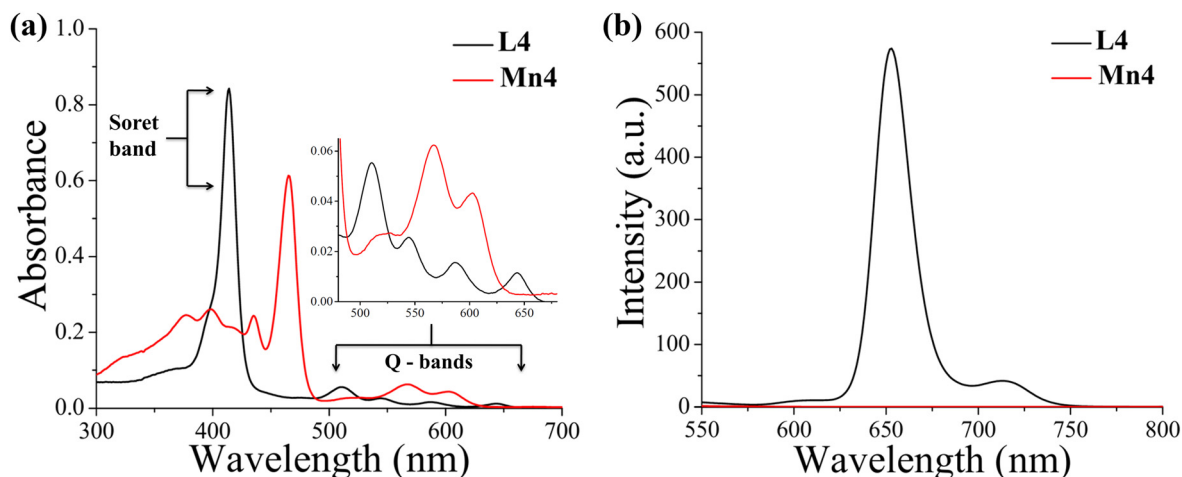 (a)
L4
Mn4
Soret
band
Q - bands
Absorbance
1.0
0.8
0.6
0.4
0.2
0.0
300
400
500
600
700
Wavelength (nm)
0.06
0.04
0.02
0.00
500
550
600
650
(b)
L4
Mn4
Intensity (a.u.)
600
500
400
300
200
100
0
550
600
650
700
750
800
Wavelength (nm)